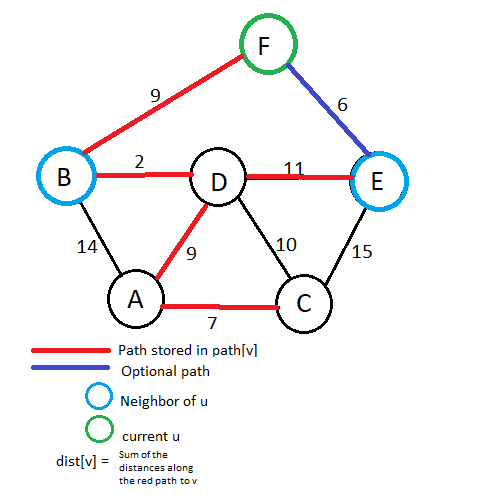 F
9
6
B
2
D
11
E
14
9
10
15
A
C
7
Path stored in path[v]
Optional path
Neighbor of u
current u
dist[v] = Sum of the
distances along
the red path to v